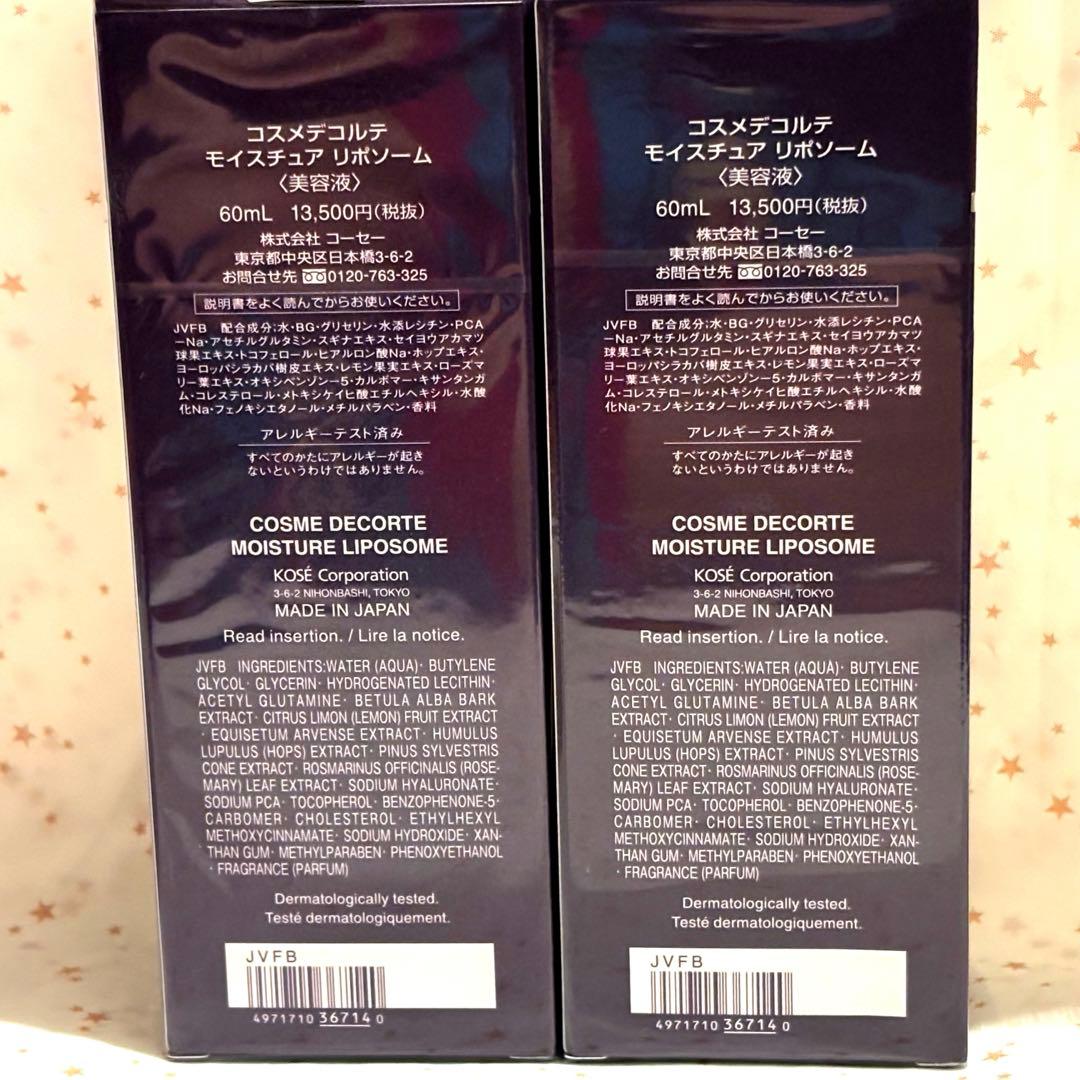 コスメデコルテ
モイスチュア リポソーム
〈美容液〉
60mL 13,500円(税抜)
株式会社 コーセー
東京都中央区日本橋3-6-2
お問合せ先 0120-763-325
説明書をよく読んでからお使いください。
JVFB 配合成分;水・BG・グリセリン・水添レシチン・PCA
ーNa・アセチルグルタミン・スギナエキス・セイヨウアカマツ
球果エキス・トコフェロール・ヒアルロン酸Na・ホップエキス・
ヨーロッパシラカバ樹皮エキス・レモン果実エキス・ローズマ
リー葉エキス・オキシベンゾンー5・カルボマー・キサンタンガ
ム・コレステロール・メトキシケイヒ酸エチルヘキシル・水酸
化Na・フェノキシエタノール・メチルパラベン・香料
アレルギーテスト済み
すべてのかたにアレルギーが起き
ないというわけではありません。
COSME DECORTE
MOISTURE LIPOSOME
KOSÉ Corporation
3-6-2 NIHONBASHI, TOKYO
MADE IN JAPAN
Read insertion. / Lire la notice.
JVFB INGREDIENTS:WATER (AQUA)· BUTYLENE
GLYCOL· GLYCERIN· HYDROGENATED LECITHIN·
ACETYL GLUTAMINE· BETULA ALBA BARK
EXTRACT· CITRUS LIMON (LEMON) FRUIT EXTRACT
· EQUISETUM ARVENSE EXTRACT· HUMULUS
LUPULUS (HOPS) EXTRACT· PINUS SYLVESTRIS
CONE EXTRACT· ROSMARINUS OFFICINALIS (ROSE-
MARY) LEAF EXTRACT· SODIUM HYALURONATE·
SODIUM PCA· TOCOPHEROL· BENZOPHENONE-5·
CARBOMER· CHOLESTEROL· ETHYLHEXYL
METHOXYCINNAMATE· SODIUM HYDROXIDE· XAN-
THAN GUM· METHYLPARABEN· PHENOXYETHANOL
· FRAGRANCE (PARFUM)
Dermatologically tested.
Testé dermatologiquement.
JVFB
4971710 36714 0
コスメデコルテ
モイスチュア リポソーム
〈美容液〉
60mL 13,500円(税抜)
株式会社 コーセー
東京都中央区日本橋3-6-2
お問合せ先 0120-763-325
説明書をよく読んでからお使いください。
JVFB 配合成分;水・BG・グリセリン・水添レシチン・PCA
ーNa・アセチルグルタミン・スギナエキス・セイヨウアカマツ
球果エキス・トコフェロール・ヒアルロン酸Na・ホップエキス・
ヨーロッパシラカバ樹皮エキス・レモン果実エキス・ローズマ
リー葉エキス・オキシベンゾンー5・カルボマー・キサンタンガ
ム・コレステロール・メトキシケイヒ酸エチルヘキシル・水酸
化Na・フェノキシエタノール・メチルパラベン・香料
アレルギーテスト済み
すべてのかたにアレルギーが起き
ないというわけではありません。
COSME DECORTE
MOISTURE LIPOSOME
KOSÉ Corporation
3-6-2 NIHONBASHI, TOKYO
MADE IN JAPAN
Read insertion. / Lire la notice.
JVFB INGREDIENTS:WATER (AQUA)· BUTYLENE
GLYCOL· GLYCERIN· HYDROGENATED LECITHIN·
ACETYL GLUTAMINE· BETULA ALBA BARK
EXTRACT· CITRUS LIMON (LEMON) FRUIT EXTRACT
· EQUISETUM ARVENSE EXTRACT· HUMULUS
LUPULUS (HOPS) EXTRACT· PINUS SYLVESTRIS
CONE EXTRACT· ROSMARINUS OFFICINALIS (ROSE-
MARY) LEAF EXTRACT· SODIUM HYALURONATE·
SODIUM PCA· TOCOPHEROL· BENZOPHENONE-5·
CARBOMER· CHOLESTEROL· ETHYLHEXYL
METHOXYCINNAMATE· SODIUM HYDROXIDE· XAN-
THAN GUM· METHYLPARABEN· PHENOXYETHANOL
· FRAGRANCE (PARFUM)
Dermatologically tested.
Testé dermatologiquement.
JVFB
4971710 36714 0